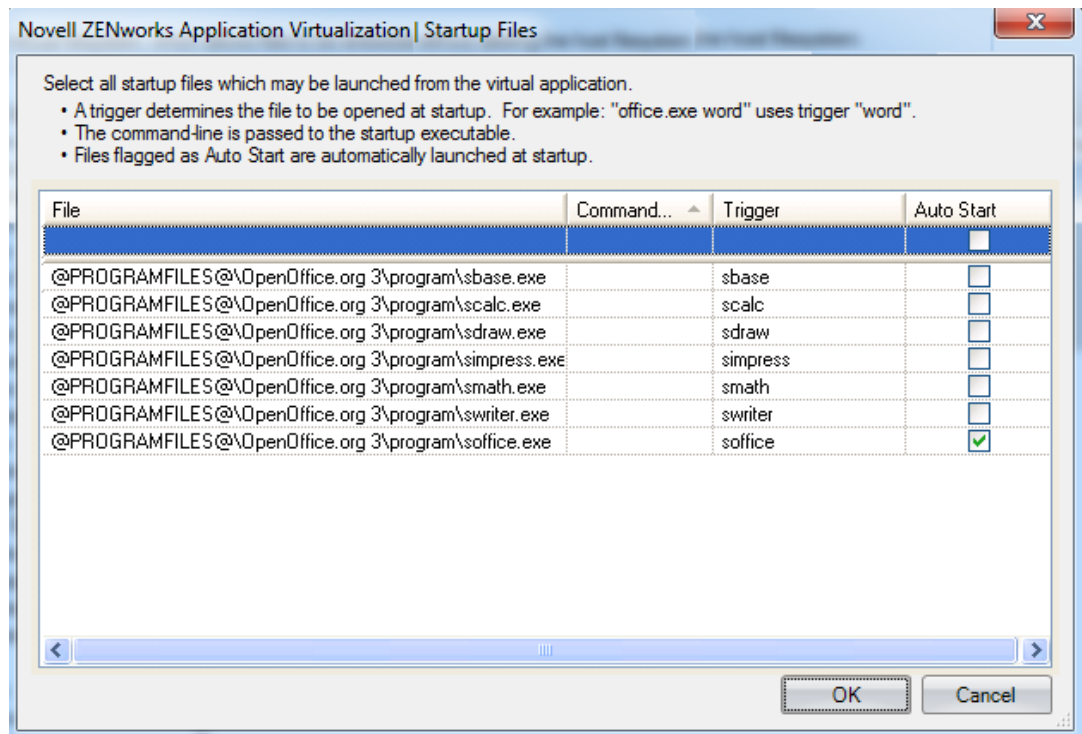 Novell ZENworks Application Virtualization | Startup Files
Select all startup files which may be launched from the virtual application.
• A trigger determines the file to be opened at startup. For example: "office.exe word" uses trigger "word".
• The command-line is passed to the startup executable.
• Files flagged as Auto Start are automatically launched at startup.
File Command... Trigger Auto Start
@PROGRAMFILES@\OpenOffice.org 3\program\sbase.exe sbase
@PROGRAMFILES@\OpenOffice.org 3\program\scalc.exe scalc
@PROGRAMFILES@\OpenOffice.org 3\program\sdraw.exe sdraw
@PROGRAMFILES@\OpenOffice.org 3\program\simpress.exe simpress
@PROGRAMFILES@\OpenOffice.org 3\program\smath.exe smath
@PROGRAMFILES@\OpenOffice.org 3\program\swriter.exe swriter
@PROGRAMFILES@\OpenOffice.org 3\program\soffice.exe soffice
OK Cancel